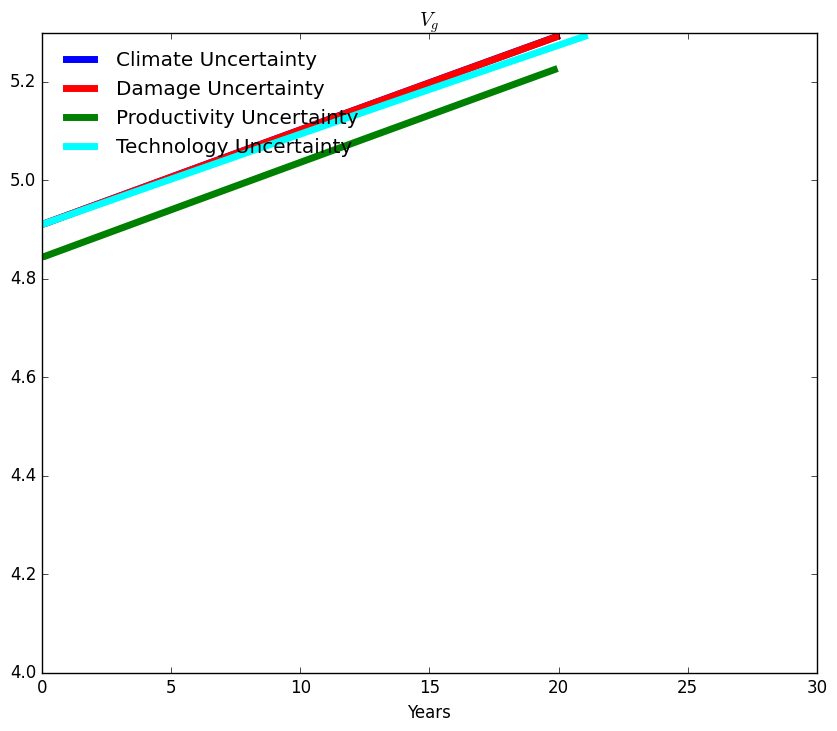 V_g
Climate Uncertainty
Damage Uncertainty
Productivity Uncertainty
Technology Uncertainty
5.2
5.0
4.8
4.6
4.4
4.2
4.0
0 5 10 15 20 25 30
Years